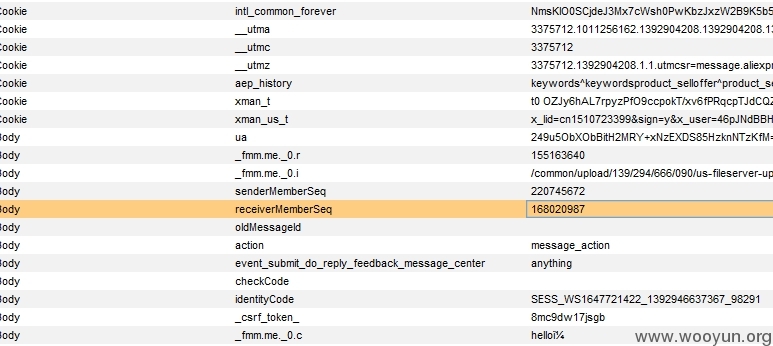 Cookie intl_common_forever NmsKlO0SCjdeJ3Mx7cWsh0PwKbzJxzW2B9K5b5
Cookie __utma 3375712.1011256162.1392904208.1392904208.13
Cookie __utmc 3375712
Cookie __utmz 3375712.1392904208.1.1.utmcsr=message.aliexpr
Cookie aep_history keywords^keywordsproduct_selloffer^product_se
Cookie xman_t t0 OZJy6hAL7rpyzPfO9ccpokT/xv6fPRqcpTJdCQZ
Cookie xman_us_t x_lid=cn1510723399&sign=y&x_user=46pJNdBBH
Body ua 249u5ObXObBitH2MRY+xNzEXDS85HzknNTzKfM=
Body _fmm.me._0.r 155163640
Body _fmm.me._0.i /common/upload/139/294/666/090/us-fileserver-up
Body senderMemberSeq 220745672
Body receiverMemberSeq 168020987
Body oldMessageId
Body action message_action
Body event_submit_do_reply_feedback_message_center anything
Body checkCode
Body identityCode SESS_WS1647721422_1392946637367_98291
Body _csrf_token_ 8mc9dw17jsgb
Body _fmm.me._0.c helloï¼
www.wooyun.org